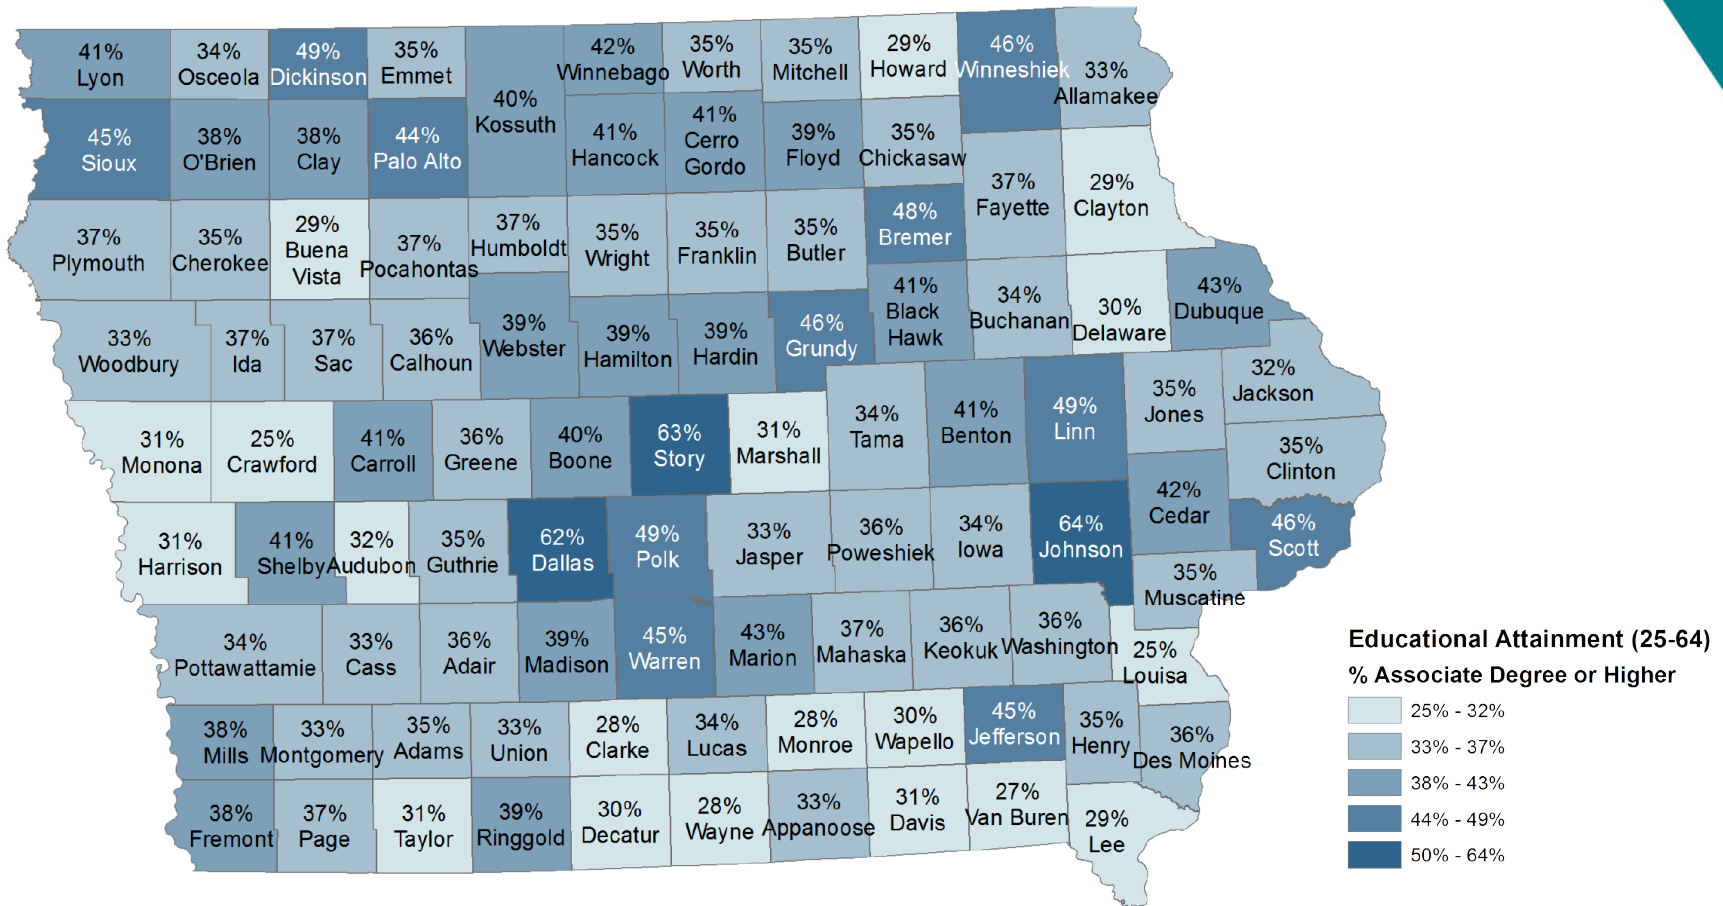 41%
Lyon
34%
Osceola
49%
Dickinson
35%
Emmet
40%
Kossuth
42%
Winnebago
35%
Worth
35%
Mitchell
29%
Howard
46%
Winneshiek
33%
Allamakee
45%
Sioux
38%
O'Brien
38%
Clay
44%
Palo Alto
41%
Hancock
41%
Cerro
Gordo
39%
Floyd
35%
Chickasaw
37%
Fayette
29%
Clayton
37%
Plymouth
35%
Cherokee
29%
Buena
Vista
37%
Pocahontas
37%
Humboldt
35%
Wright
35%
Franklin
35%
Butler
48%
Bremer
33%
Woodbury
37%
Ida
37%
Sac
36%
Calhoun
39%
Webster
39%
Hamilton
39%
Hardin
46%
Grundy
41%
Black
Hawk
34%
Buchanan
30%
Delaware
43%
Dubuque
31%
Monona
25%
Crawford
41%
Carroll
36%
Greene
40%
Boone
63%
Story
31%
Marshall
34%
Tama
41%
Benton
49%
Linn
35%
Jones
32%
Jackson
35%
Clinton
31%
Harrison
41%
Shelby
32%
Audubon
35%
Guthrie
62%
Dallas
49%
Polk
33%
Jasper
36%
Poweshiek
34%
Iowa
64%
Johnson
42%
Cedar
46%
Scott
35%
Muscatine
34%
Pottawattamie
33%
Cass
36%
Adair
39%
Madison
45%
Warren
43%
Marion
37%
Mahaska
36%
Keokuk
36%
Washington
25%
Louisa
38%
Mills
33%
Montgomery
35%
Adams
33%
Union
28%
Clarke
34%
Lucas
28%
Monroe
30%
Wapello
45%
Jefferson
35%
Henry
36%
Des Moines
38%
Fremont
37%
Page
31%
Taylor
39%
Ringgold
30%
Decatur
28%
Wayne
33%
Appanoose
31%
Davis
27%
Van Buren
29%
Lee
Educational Attainment (25-64)
% Associate Degree or Higher
25% - 32%
33% - 37%
38% - 43%
44% - 49%
50% - 64%